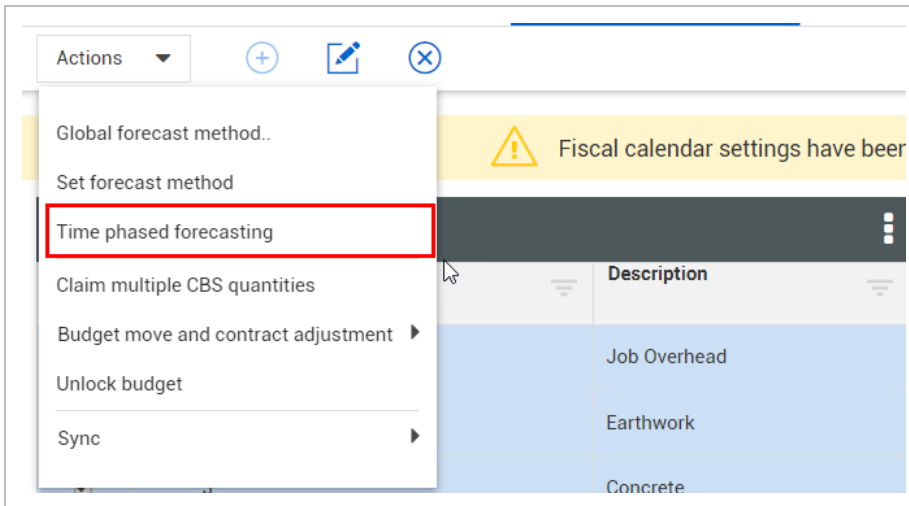 Actions
Global forecast method..
Fiscal calendar settings have been
Set forecast method
Time phased forecasting
Claim multiple CBS quantities
Description
Budget move and contract adjustment
Job Overhead
Unlock budget
Earthwork
Sync
Concrete